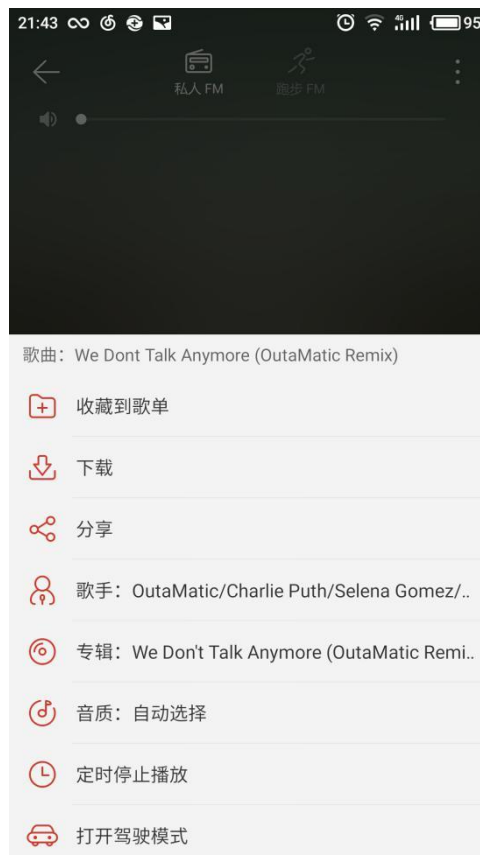 21:43
4G
95
私人 FM
跑步 FM
歌曲：We Dont Talk Anymore (OutaMatic Remix)
收藏到歌单
下载
分享
歌手：OutaMatic/Charlie Puth/Selena Gomez/..
专辑：We Don't Talk Anymore (OutaMatic Remi..
音质：自动选择
定时停止播放
打开驾驶模式